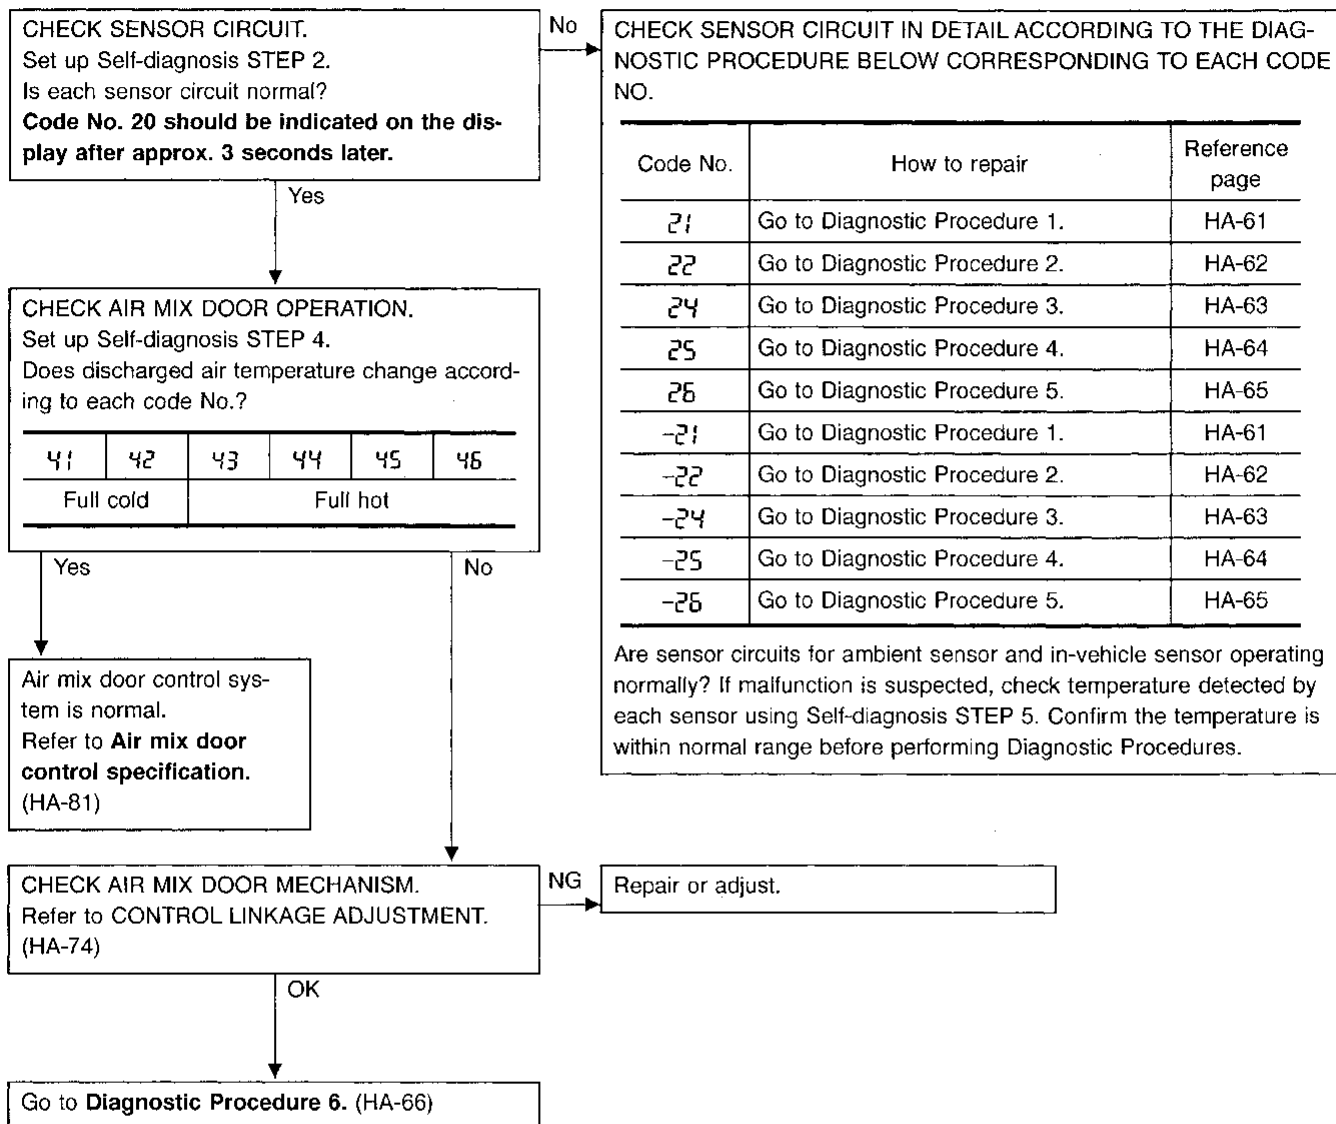 CHECK SENSOR CIRCUIT.
Set up Self-diagnosis STEP 2.
Is each sensor circuit normal?
Code No. 20 should be indicated on the dis-
play after approx. 3 seconds later.
No
Yes
CHECK SENSOR CIRCUIT IN DETAIL ACCORDING TO THE DIAG-
NOSTIC PROCEDURE BELOW CORRESPONDING TO EACH CODE
NO.
Code No. How to repair Reference page
21 Go to Diagnostic Procedure 1. HA-61
22 Go to Diagnostic Procedure 2. HA-62
24 Go to Diagnostic Procedure 3. HA-63
25 Go to Diagnostic Procedure 4. HA-64
26 Go to Diagnostic Procedure 5. HA-65
-21 Go to Diagnostic Procedure 1. HA-61
-22 Go to Diagnostic Procedure 2. HA-62
-24 Go to Diagnostic Procedure 3. HA-63
-25 Go to Diagnostic Procedure 4. HA-64
-26 Go to Diagnostic Procedure 5. HA-65
Are sensor circuits for ambient sensor and in-vehicle sensor operating
normally? If malfunction is suspected, check temperature detected by
each sensor using Self-diagnosis STEP 5. Confirm the temperature is
within normal range before performing Diagnostic Procedures.
CHECK AIR MIX DOOR OPERATION.
Set up Self-diagnosis STEP 4.
Does discharged air temperature change accord-
ing to each code No.?
41 42 43 44 45 46
Full cold Full hot
Yes
No
Air mix door control sys-
tem is normal.
Refer to Air mix door
control specification.
(HA-81)
CHECK AIR MIX DOOR MECHANISM.
Refer to CONTROL LINKAGE ADJUSTMENT.
(HA-74)
NG
Repair or adjust.
OK
Go to Diagnostic Procedure 6. (HA-66)